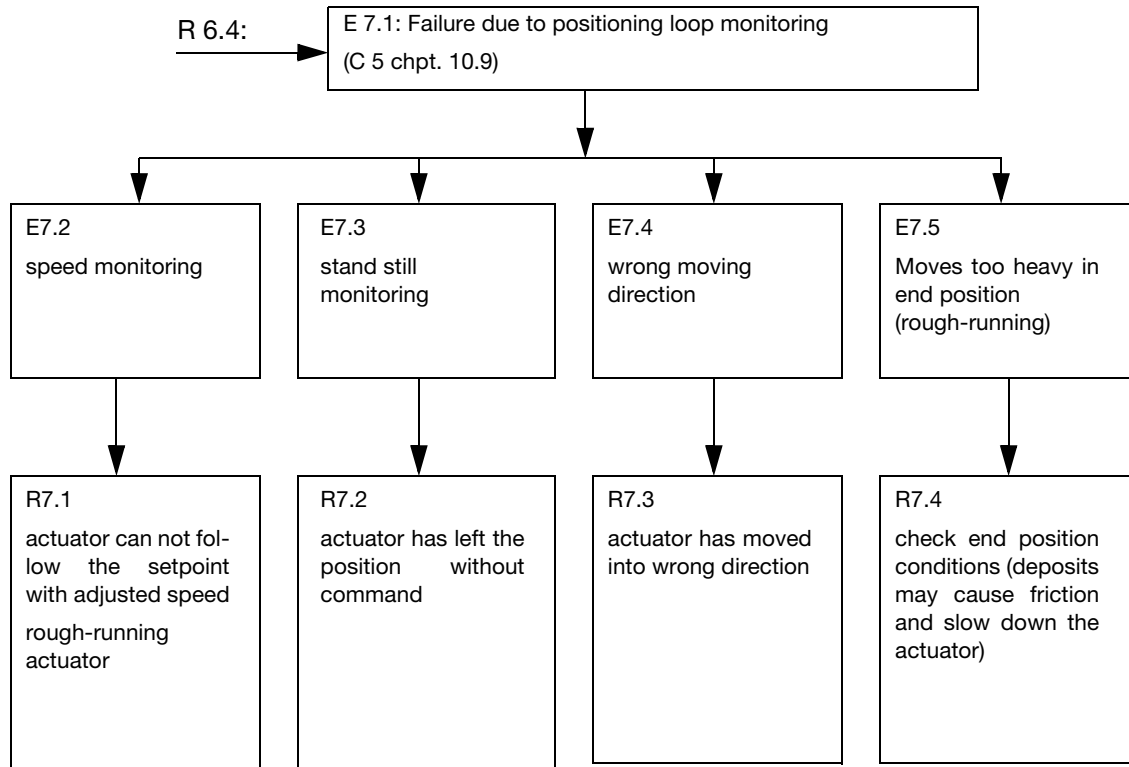 R 6.4:
E 7.1: Failure due to positioning loop monitoring
(C 5 chpt. 10.9)
E7.2
speed monitoring
E7.3
stand still
monitoring
E7.4
wrong moving
direction
E7.5
Moves too heavy in
end position
(rough-running)
R7.1
actuator can not fol-
low the setpoint
with adjusted speed
rough-running
actuator
R7.2
actuator has left the
position without
command
R7.3
actuator has moved
into wrong direction
R7.4
check end position
conditions (deposits
may cause friction
and slow down the
actuator)